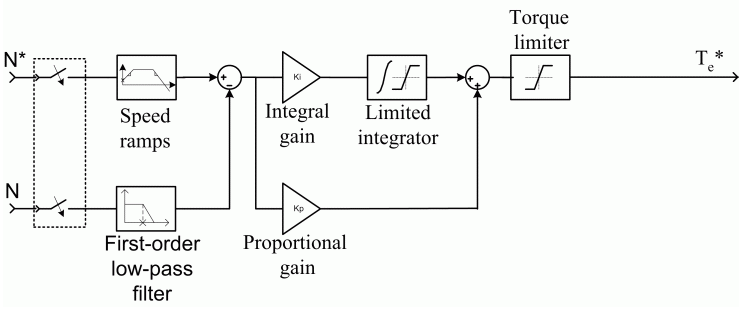 Torque
limiter
N*
Te*
+
−
Ki
+
+
Speed
ramps
Integral
gain
Limited
integrator
N
Kp
First-order
low-pass
filter
Proportional
gain